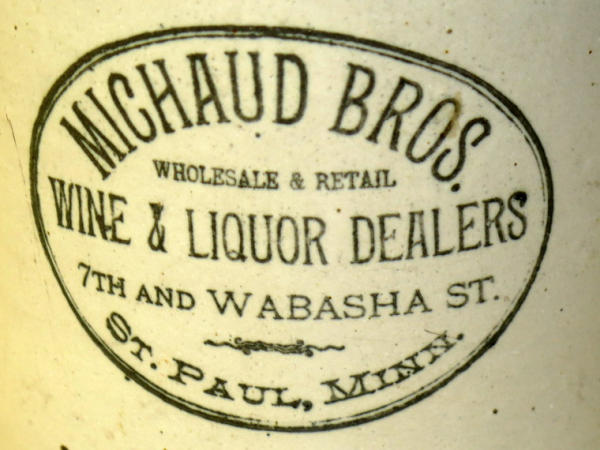 MICHAUD BROS.
WHOLESALE & RETAIL
WINE & LIQUOR DEALERS
7TH AND WABASHA ST.
ST. PAUL, MINN.